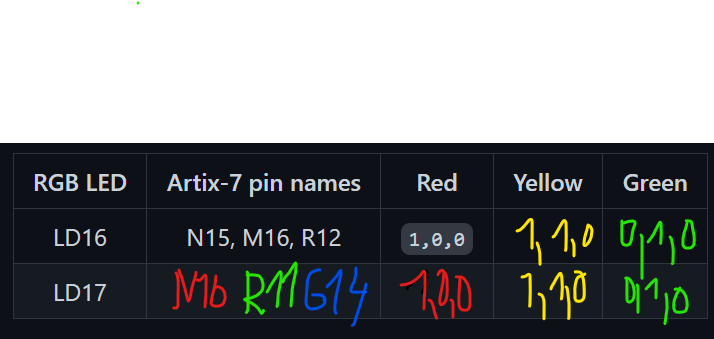 RGB LED Artix-7 pin names Red Yellow Green
LD16 N15, M16, R12 1,0,0 1,1,0 0,1,0
LD17 N16 R11 G14 1,0,0 1,1,0 0,1,0